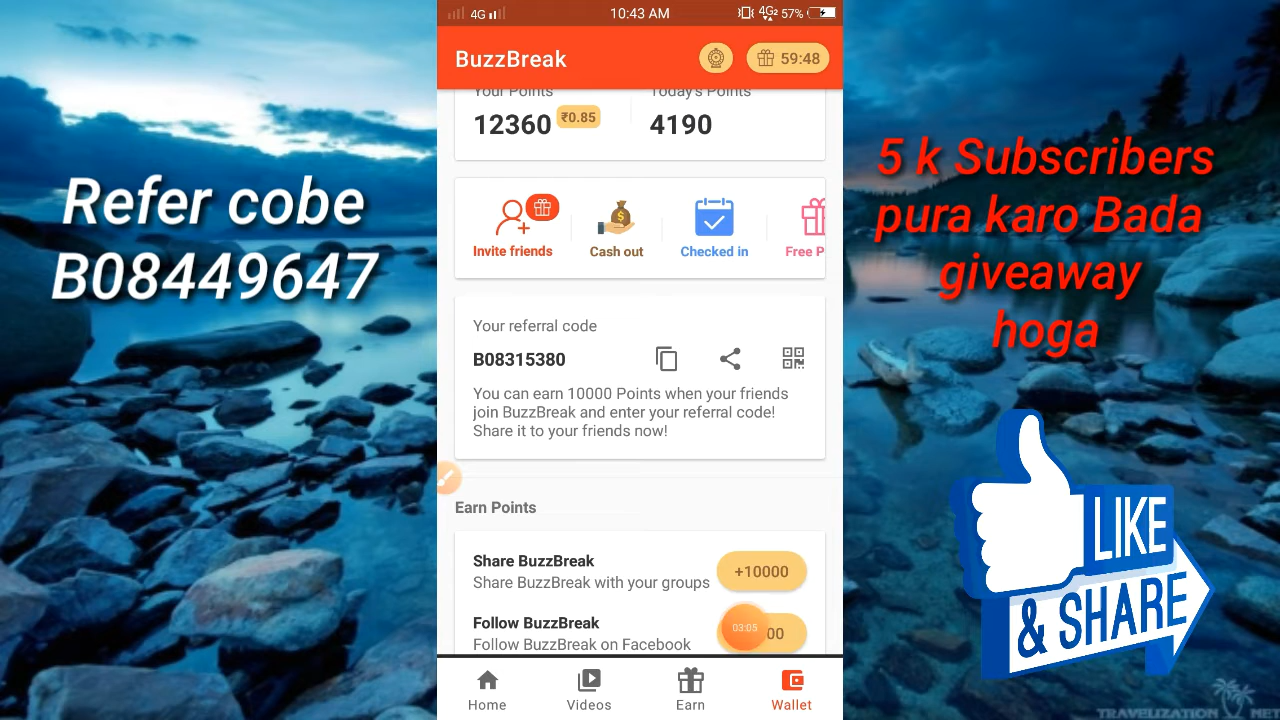 Refer cobe
B08449647
4G
10:43 AM
4G2 57%
BuzzBreak
59:48
Your Points
Today's Points
12360
₹0.85
4190
Invite friends
Cash out
Checked in
Free P
Your referral code
B08315380
You can earn 10000 Points when your friends
join BuzzBreak and enter your referral code!
Share it to your friends now!
Earn Points
Share BuzzBreak
Share BuzzBreak with your groups
+10000
Follow BuzzBreak
Follow BuzzBreak on Facebook
03:05
00
Home
Videos
Earn
Wallet
5 k Subscribers
pura karo Bada
giveaway
hoga
LIKE
& SHARE
TRAVELIZATION
NET